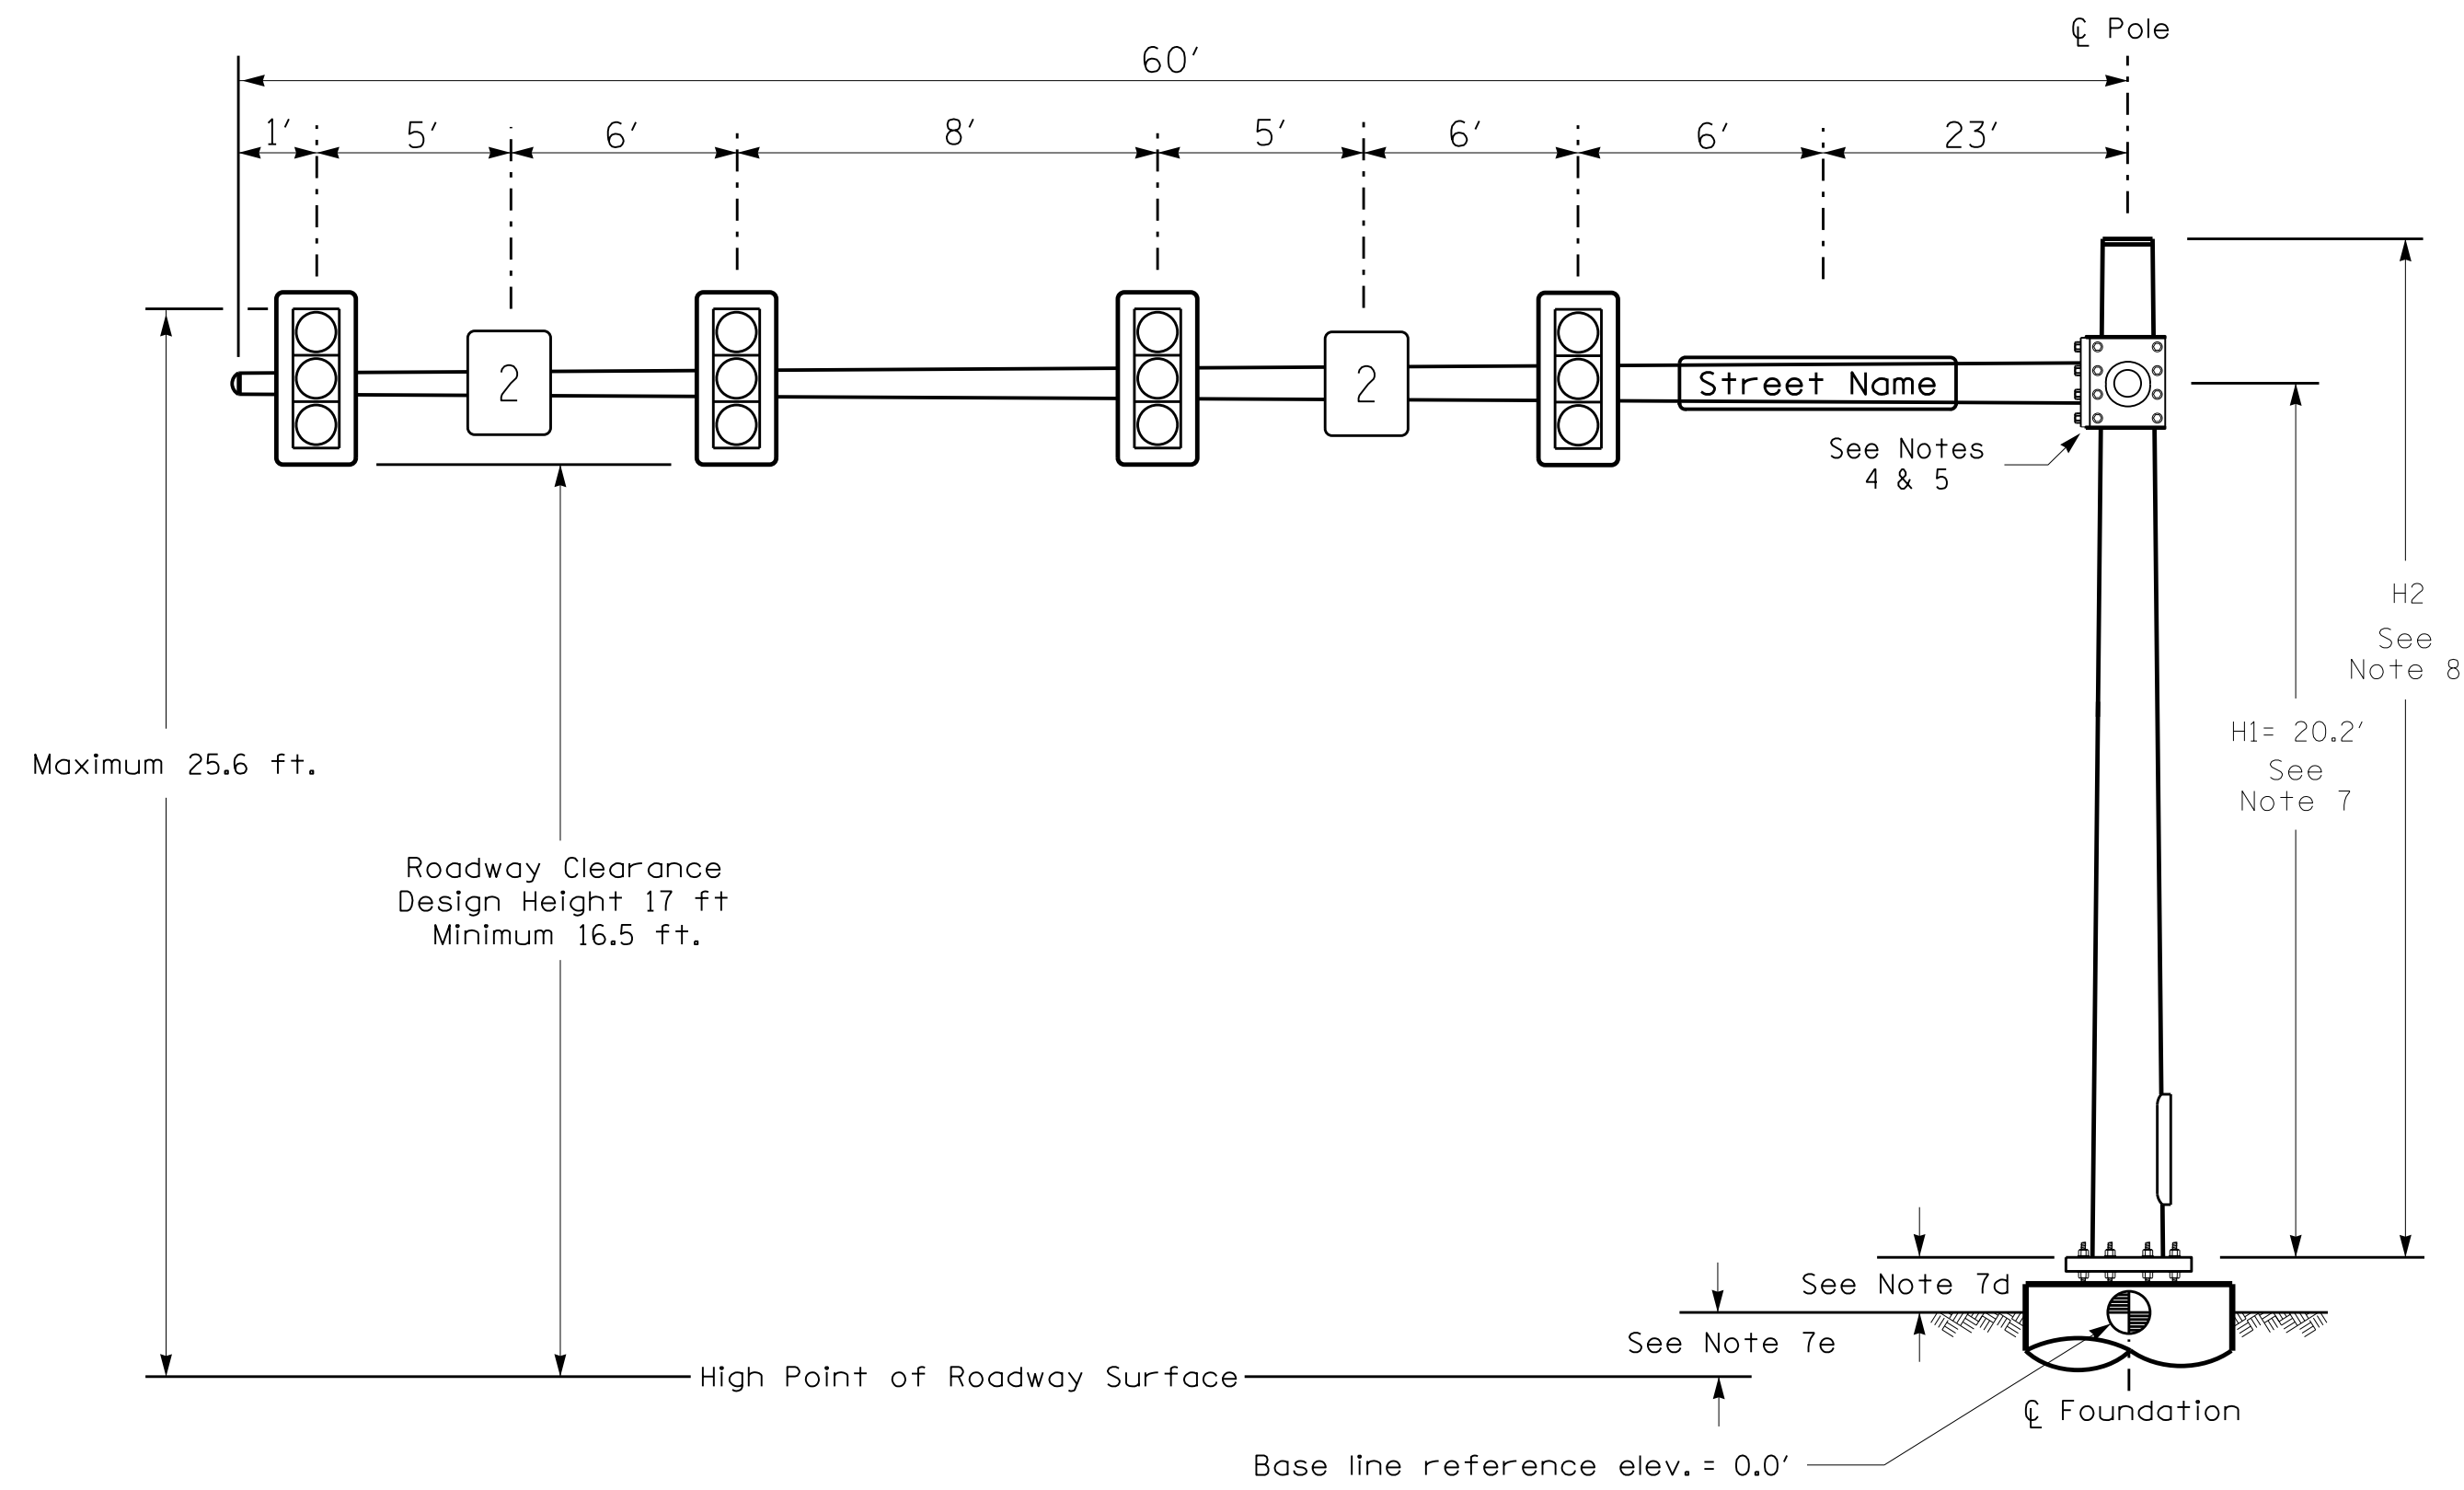 ℄ Pole
60'
1' 5' 6' 8' 5' 6' 6' 23'
2
2
Street Name
See Notes
4 & 5
H2
See
Note 8
H1= 20.2'
See
Note 7
Maximum 25.6 ft.
Roadway Clearance
Design Height 17 ft
Minimum 16.5 ft.
See Note 7d
See Note 7e
High Point of Roadway Surface
℄ Foundation
Base line reference elev. = 0.0'